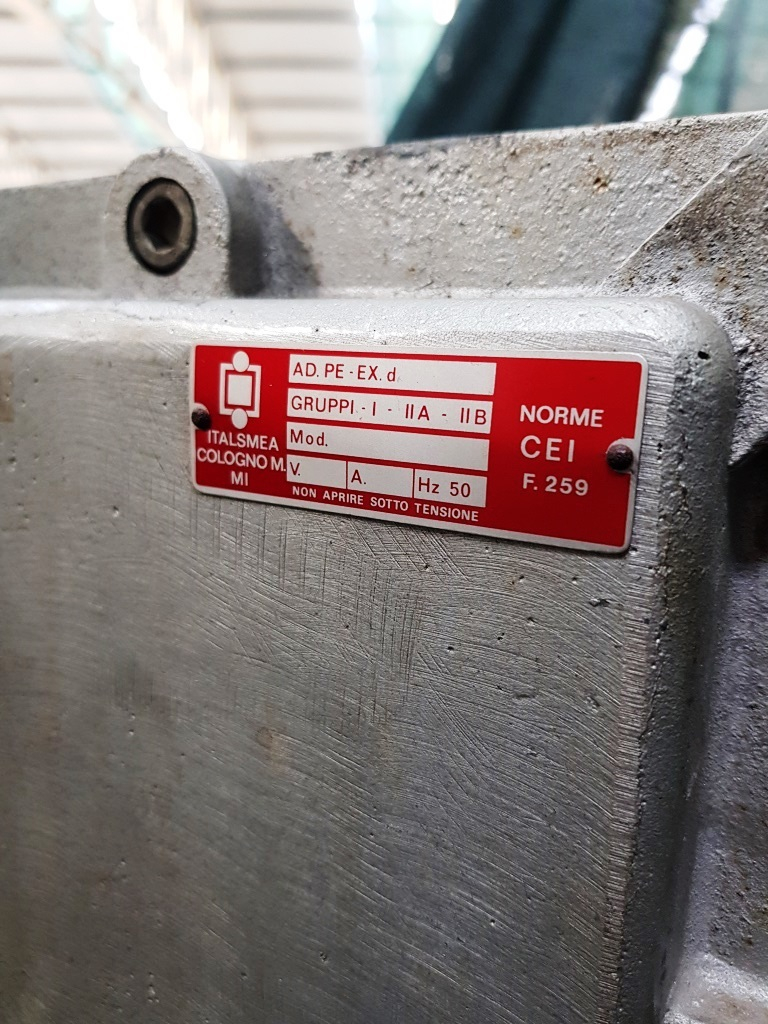 AD. PE - EX. d.
GRUPPI - I - IIA - IIB
Mod.
V. A. Hz 50
NON APRIRE SOTTO TENSIONE
ITALSMEA
COLOGNO M.
MI
NORME
CEI
F. 259